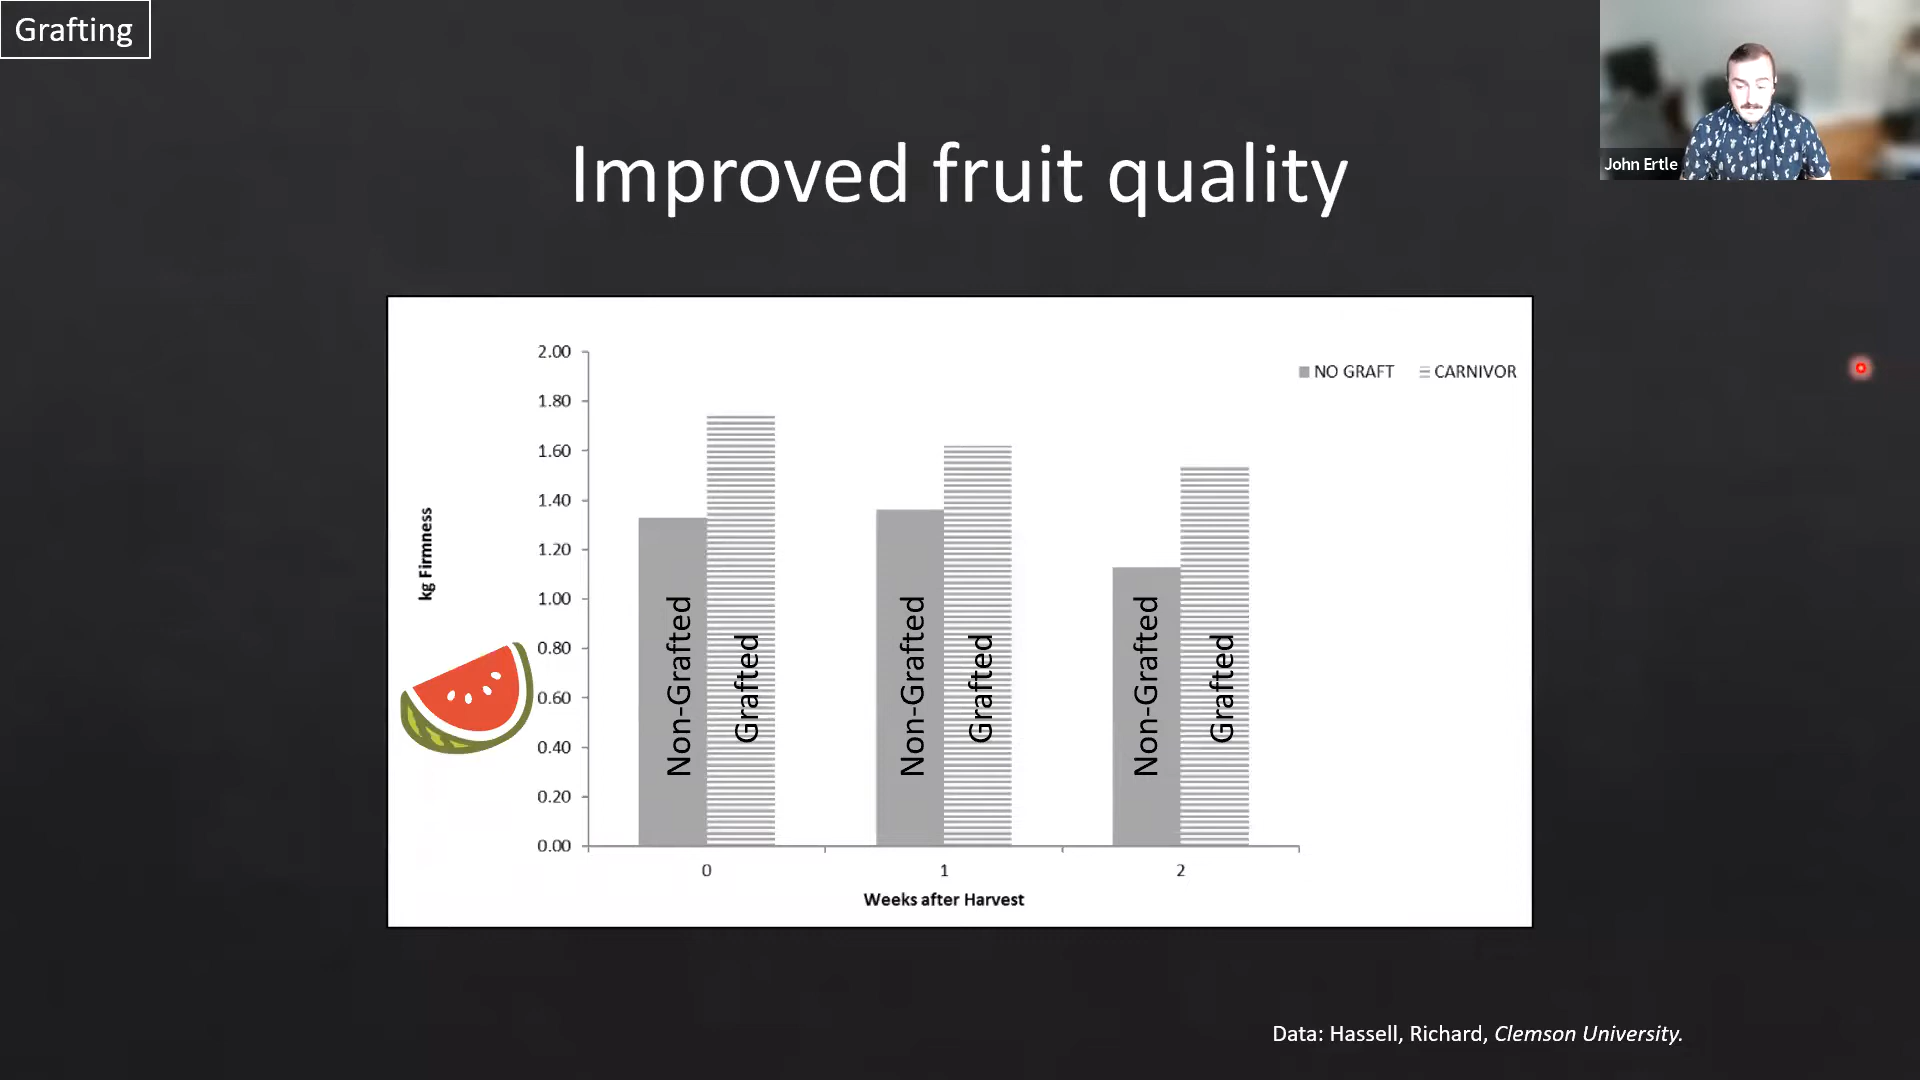 Grafting
John Ertle
Improved fruit quality
2.00
1.80
1.60
1.40
1.20
1.00
0.80
0.60
0.40
0.20
0.00
kg Firmness
NO GRAFT CARNIVOR
Non-Grafted
Grafted
Non-Grafted
Grafted
Non-Grafted
Grafted
0 1 2
Weeks after Harvest
Data: Hassell, Richard, Clemson University.